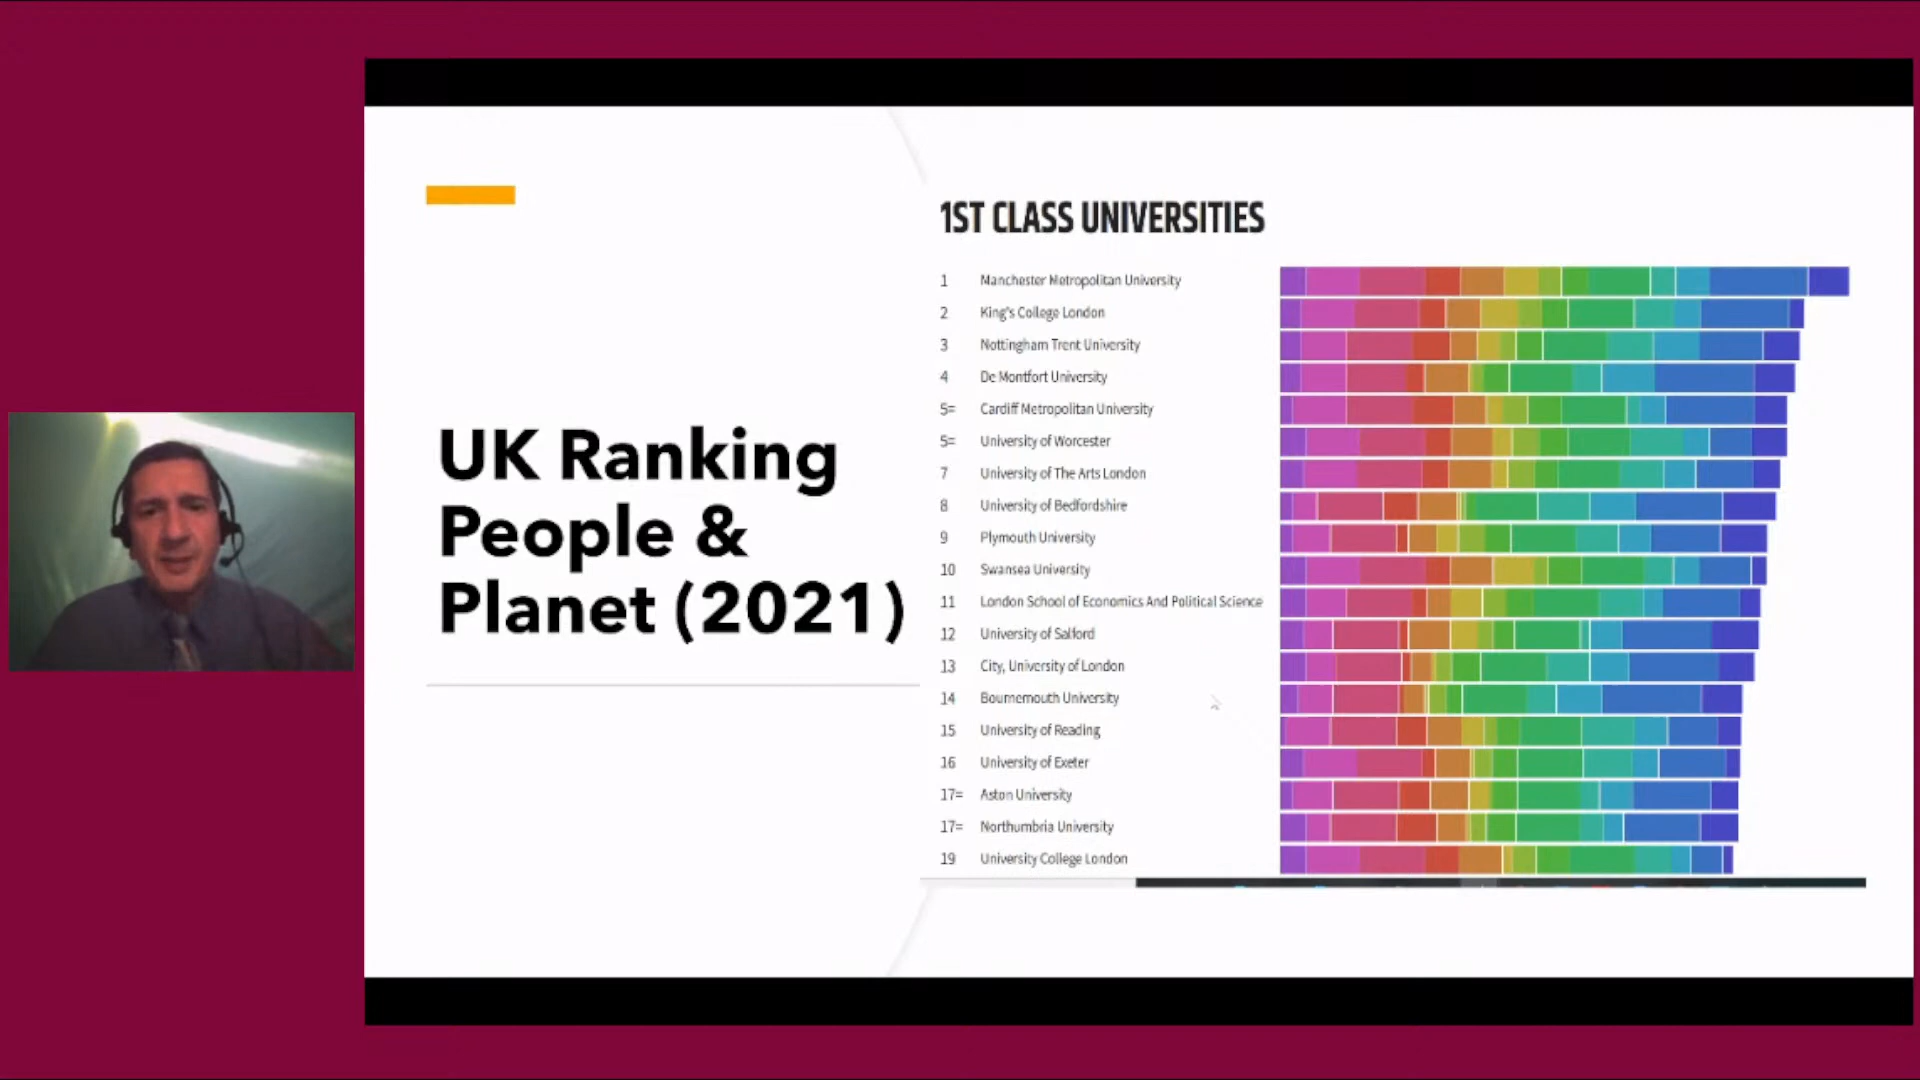 UK Ranking
People &
Planet (2021)
1ST CLASS UNIVERSITIES
1 Manchester Metropolitan University
2 King's College London
3 Nottingham Trent University
4 De Montfort University
5= Cardiff Metropolitan University
5= University of Worcester
7 University of The Arts London
8 University of Bedfordshire
9 Plymouth University
10 Swansea University
11 London School of Economics And Political Science
12 University of Salford
13 City, University of London
14 Bournemouth University
15 University of Reading
16 University of Exeter
17= Aston University
17= Northumbria University
19 University College London